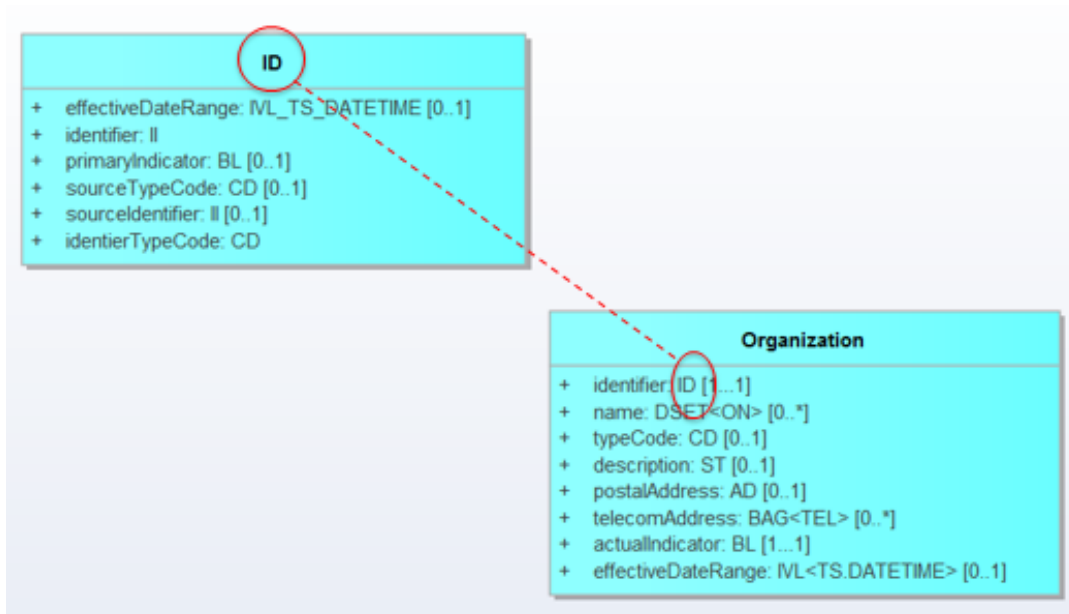 ID
+ effectiveDateRange: IVL_TS_DATETIME [0..1]
+ identifier: II
+ primaryIndicator: BL [0..1]
+ sourceTypeCode: CD [0..1]
+ sourceIdentifier: II [0..1]
+ identierTypeCode: CD
Organization
+ identifier: ID [1...1]
+ name: DSET<ON> [0..*]
+ typeCode: CD [0..1]
+ description: ST [0..1]
+ postalAddress: AD [0..1]
+ telecomAddress: BAG<TEL> [0..*]
+ actualIndicator: BL [1...1]
+ effectiveDateRange: IVL<TS.DATETIME> [0..1]